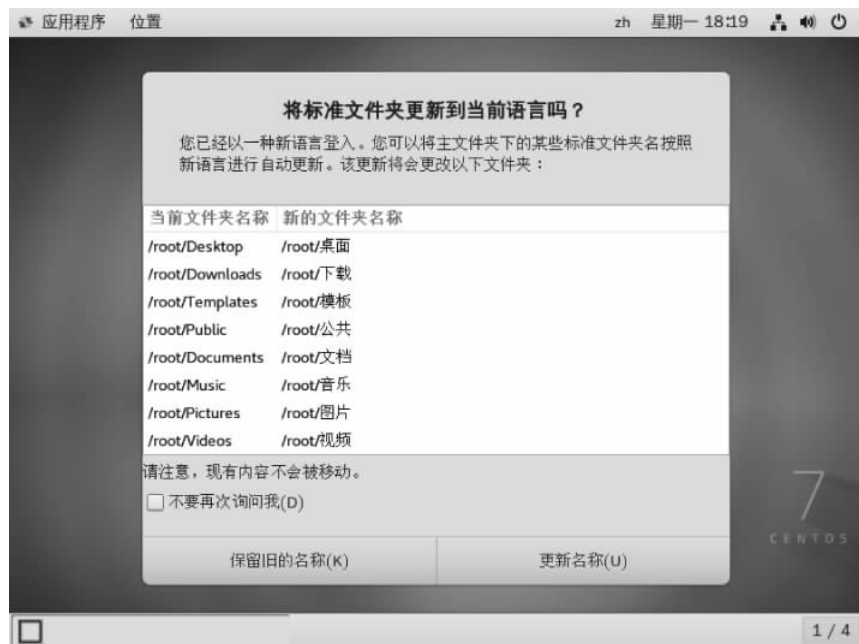 应用程序 位置 zh 星期一 18:19
将标准文件夹更新到当前语言吗？
您已经以一种新语言登入。您可以将主文件夹下的某些标准文件夹名按照
新语言进行自动更新。该更新将会更改以下文件夹：
当前文件夹名称 新的文件夹名称
/root/Desktop /root/桌面
/root/Downloads /root/下载
/root/Templates /root/模板
/root/Public /root/公共
/root/Documents /root/文档
/root/Music /root/音乐
/root/Pictures /root/图片
/root/Videos /root/视频
请注意，现有内容不会被移动。
不要再次询问我(D)
7
CENTOS
保留旧的名称(K) 更新名称(U)
1 / 4